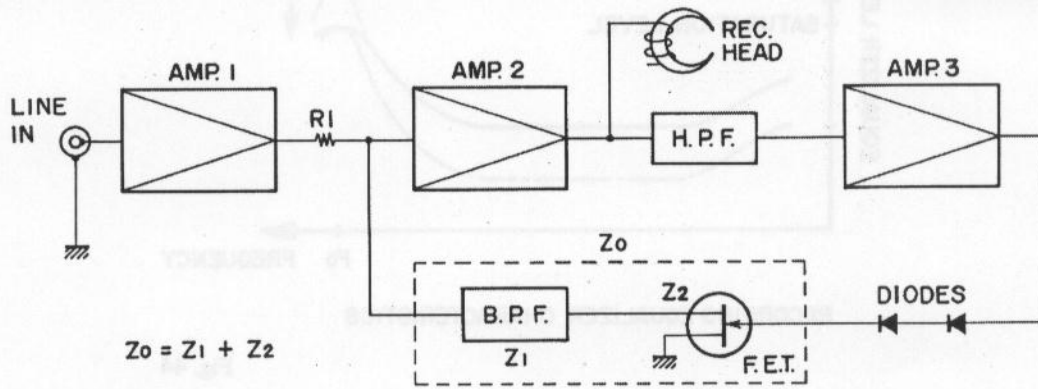 REC.
HEAD
AMP. 1
AMP. 2
AMP. 3
LINE
IN
R1
H. P. F.
Zo
B. P. F.
Z1
Z2
F.E.T.
DIODES
Zo = Z1 + Z2